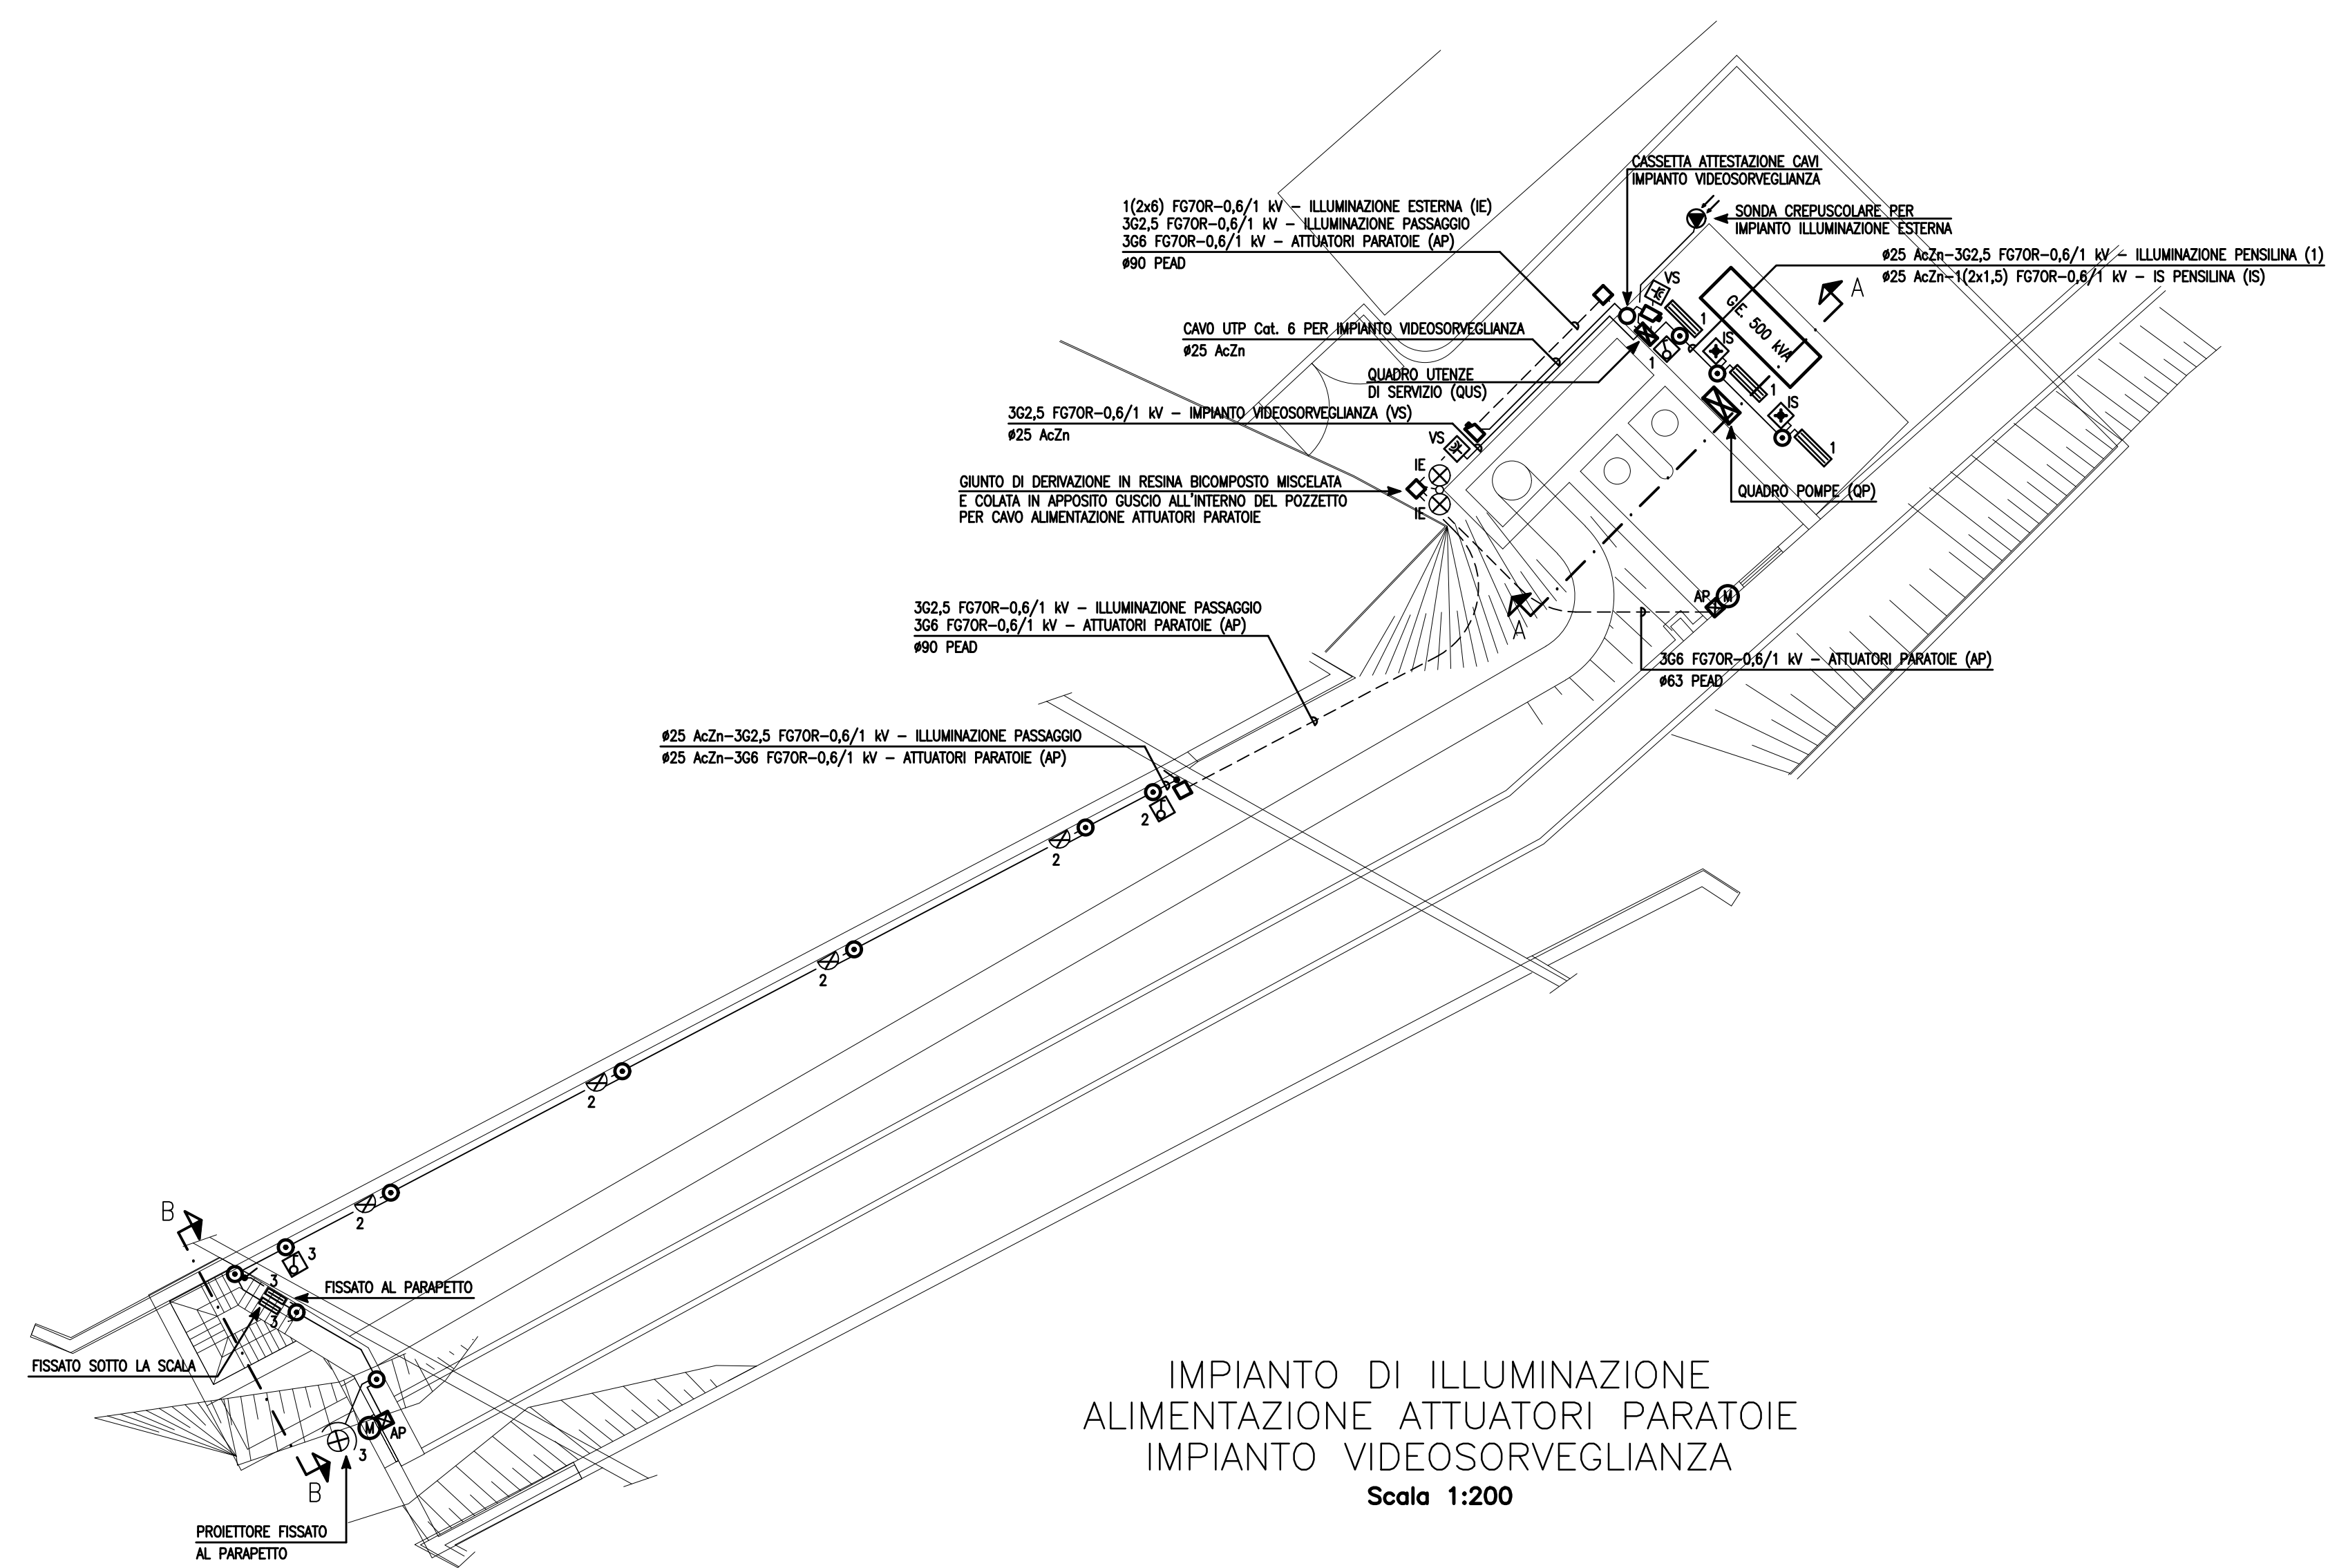 CASSETTA ATTESTAZIONE CAVI
IMPIANTO VIDEOSORVEGLIANZA
1(2x6) FG7OR-0,6/1 kV - ILLUMINAZIONE ESTERNA (IE)
3G2,5 FG7OR-0,6/1 kV - ILLUMINAZIONE PASSAGGIO
3G6 FG7OR-0,6/1 kV - ATTUATORI PARATOIE (AP)
ø90 PEAD
SONDA CREPUSCOLARE PER
IMPIANTO ILLUMINAZIONE ESTERNA
ø25 AcZn-3G2,5 FG7OR-0,6/1 kV - ILLUMINAZIONE PENSILINA (1)
ø25 AcZn-1(2x1,5) FG7OR-0,6/1 kV - IS PENSILINA (IS)
VS
A
G.E. 500 kVA
1
IS
1
1
IS
1
CAVO UTP Cat. 6 PER IMPIANTO VIDEOSORVEGLIANZA
ø25 AcZn
QUADRO UTENZE
DI SERVIZIO (QUS)
3G2,5 FG7OR-0,6/1 kV - IMPIANTO VIDEOSORVEGLIANZA (VS)
ø25 AcZn
VS
IE
IE
GIUNTO DI DERIVAZIONE IN RESINA BICOMPOSTO MISCELATA
E COLATA IN APPOSITO GUSCIO ALL'INTERNO DEL POZZETTO
PER CAVO ALIMENTAZIONE ATTUATORI PARATOIE
QUADRO POMPE (QP)
AP
M
A
3G2,5 FG7OR-0,6/1 kV - ILLUMINAZIONE PASSAGGIO
3G6 FG7OR-0,6/1 kV - ATTUATORI PARATOIE (AP)
ø90 PEAD
3G6 FG7OR-0,6/1 kV - ATTUATORI PARATOIE (AP)
ø63 PEAD
ø25 AcZn-3G2,5 FG7OR-0,6/1 kV - ILLUMINAZIONE PASSAGGIO
ø25 AcZn-3G6 FG7OR-0,6/1 kV - ATTUATORI PARATOIE (AP)
2
2
2
2
2
B
3
3
FISSATO AL PARAPETTO
3
FISSATO SOTTO LA SCALA
M
AP
3
B
PROIETTORE FISSATO
AL PARAPETTO
IMPIANTO DI ILLUMINAZIONE
ALIMENTAZIONE ATTUATORI PARATOIE
IMPIANTO VIDEOSORVEGLIANZA
Scala 1:200